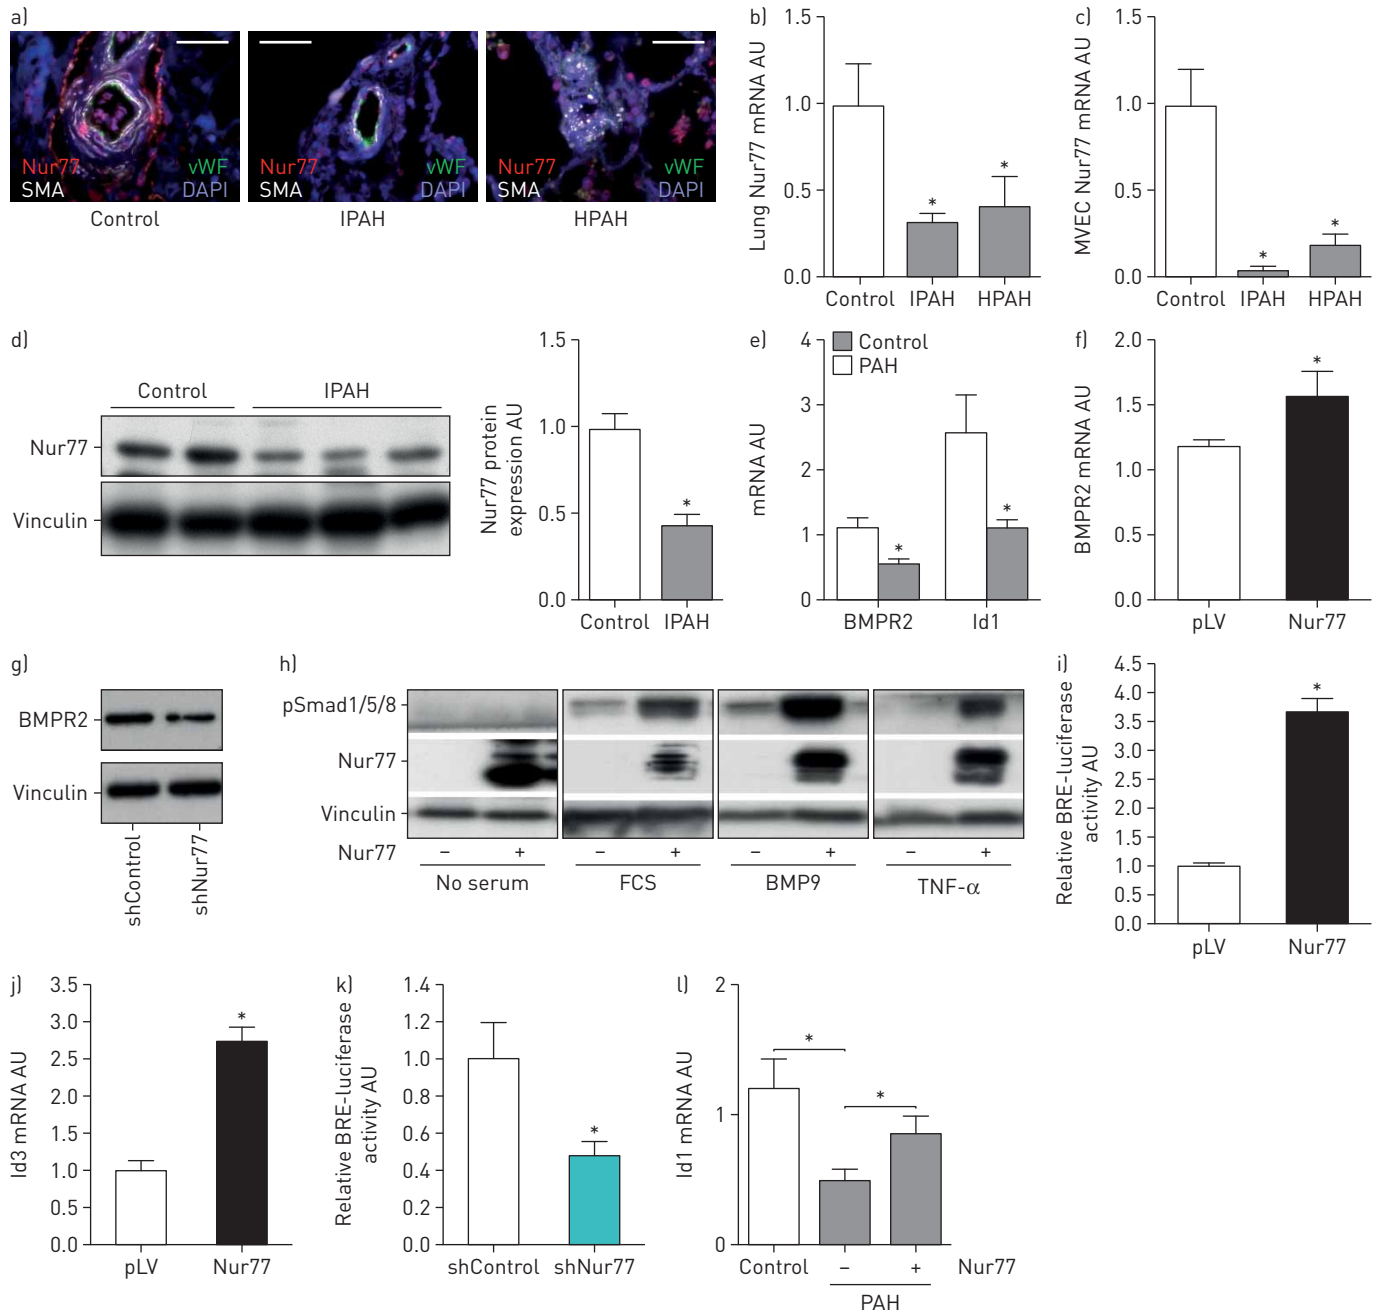 a)
Nur77 vWF
SMA DAPI
Control
Nur77 vWF
SMA DAPI
IPAH
Nur77 vWF
SMA DAPI
HPAH
b)
Lung Nur77 mRNA AU
1.5
1.0
0.5
0.0
*
*
Control IPAH HPAH
c)
MVEC Nur77 mRNA AU
1.5
1.0
0.5
0.0
*
*
Control IPAH HPAH
d)
Control IPAH
Nur77
Vinculin
Nur77 protein
expression AU
1.5
1.0
0.5
0.0
*
Control IPAH
e)
mRNA AU
4
3
2
1
0
Control
PAH
*
*
BMPR2 Id1
f)
BMPR2 mRNA AU
2.0
1.5
1.0
0.5
0.0
*
pLV Nur77
g)
BMPR2
Vinculin
shControl
shNur77
h)
pSmad1/5/8
Nur77
Vinculin
Nur77 − + − + − + − +
No serum FCS BMP9 TNF-α
i)
Relative BRE-luciferase
activity AU
4.5
4.0
3.5
3.0
2.5
2.0
1.5
1.0
0.5
0.0
*
pLV Nur77
j)
Id3 mRNA AU
3.5
3.0
2.5
2.0
1.5
1.0
0.5
0.0
*
pLV Nur77
k)
Relative BRE-luciferase
activity AU
1.4
1.2
1.0
0.8
0.6
0.4
0.2
0.0
*
shControl shNur77
l)
Id1 mRNA AU
2
1
0
*
*
Control − + Nur77
PAH